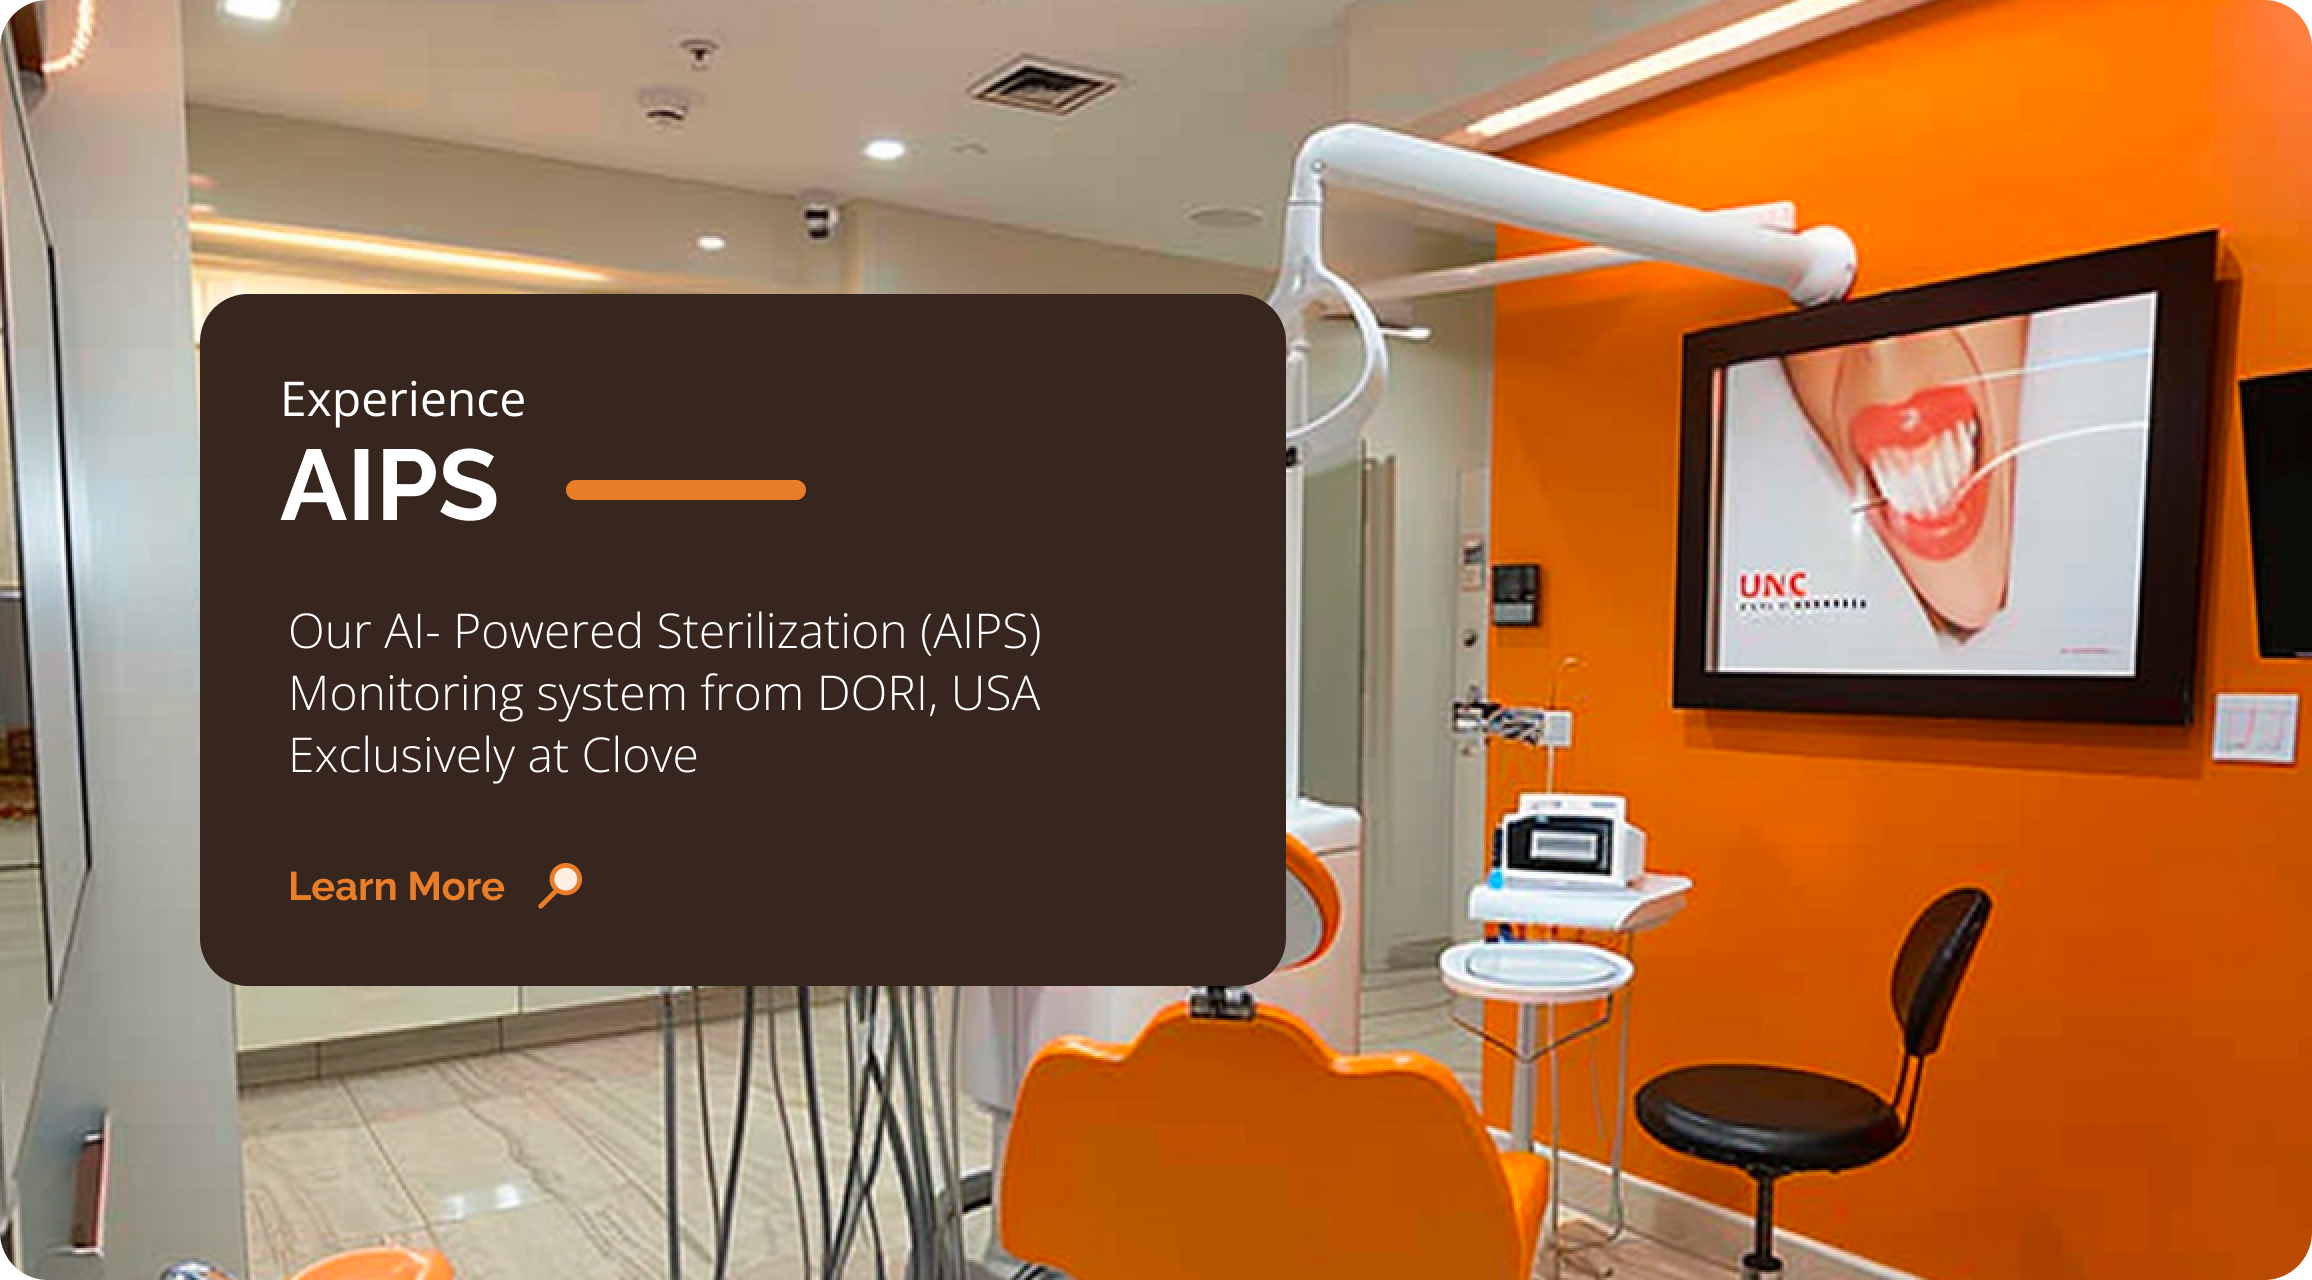 Experience
AIPS
Our AI- Powered Sterilization (AIPS)
Monitoring system from DORI, USA
Exclusively at Clove
Learn More
UNC